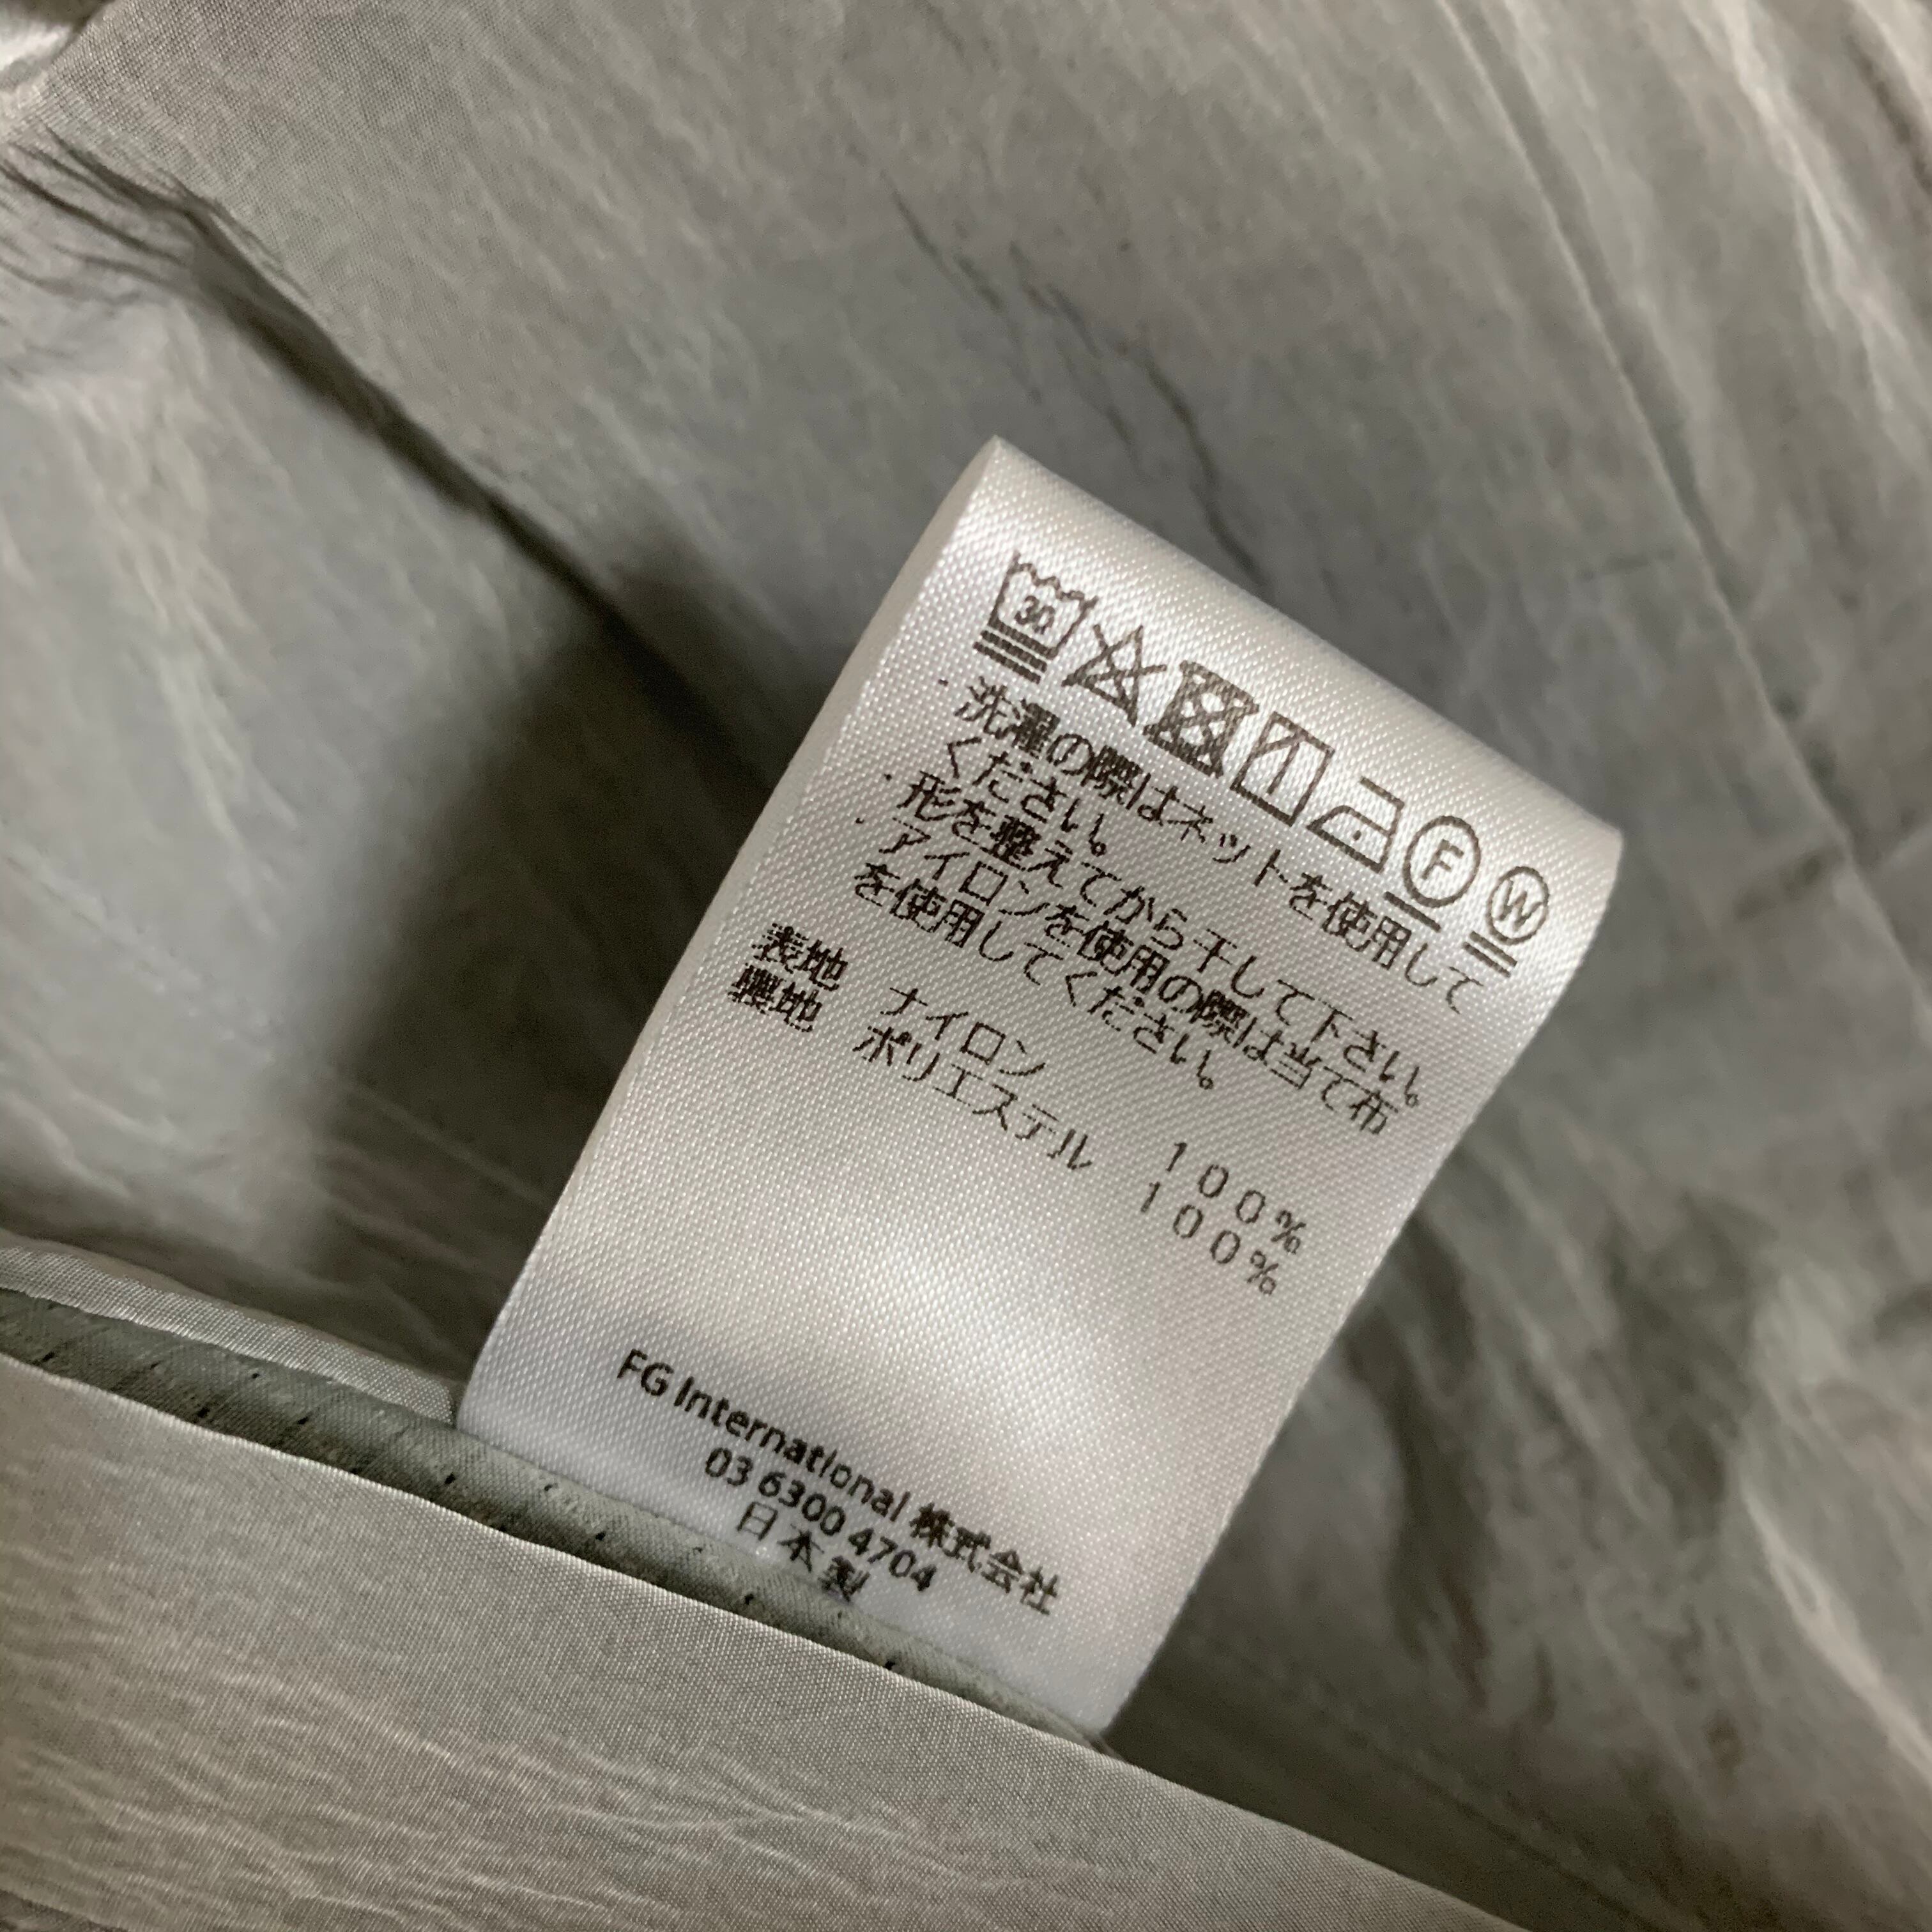 30
F W
・洗濯の際はネットを使用して
ください。
・形を整えてから干して下さい。
・アイロンを使用の際は当て布
を使用してください。
表地 ナイロン 100%
裏地 ポリエステル 100%
FG International 株式会社
03 6300 4704
日本製